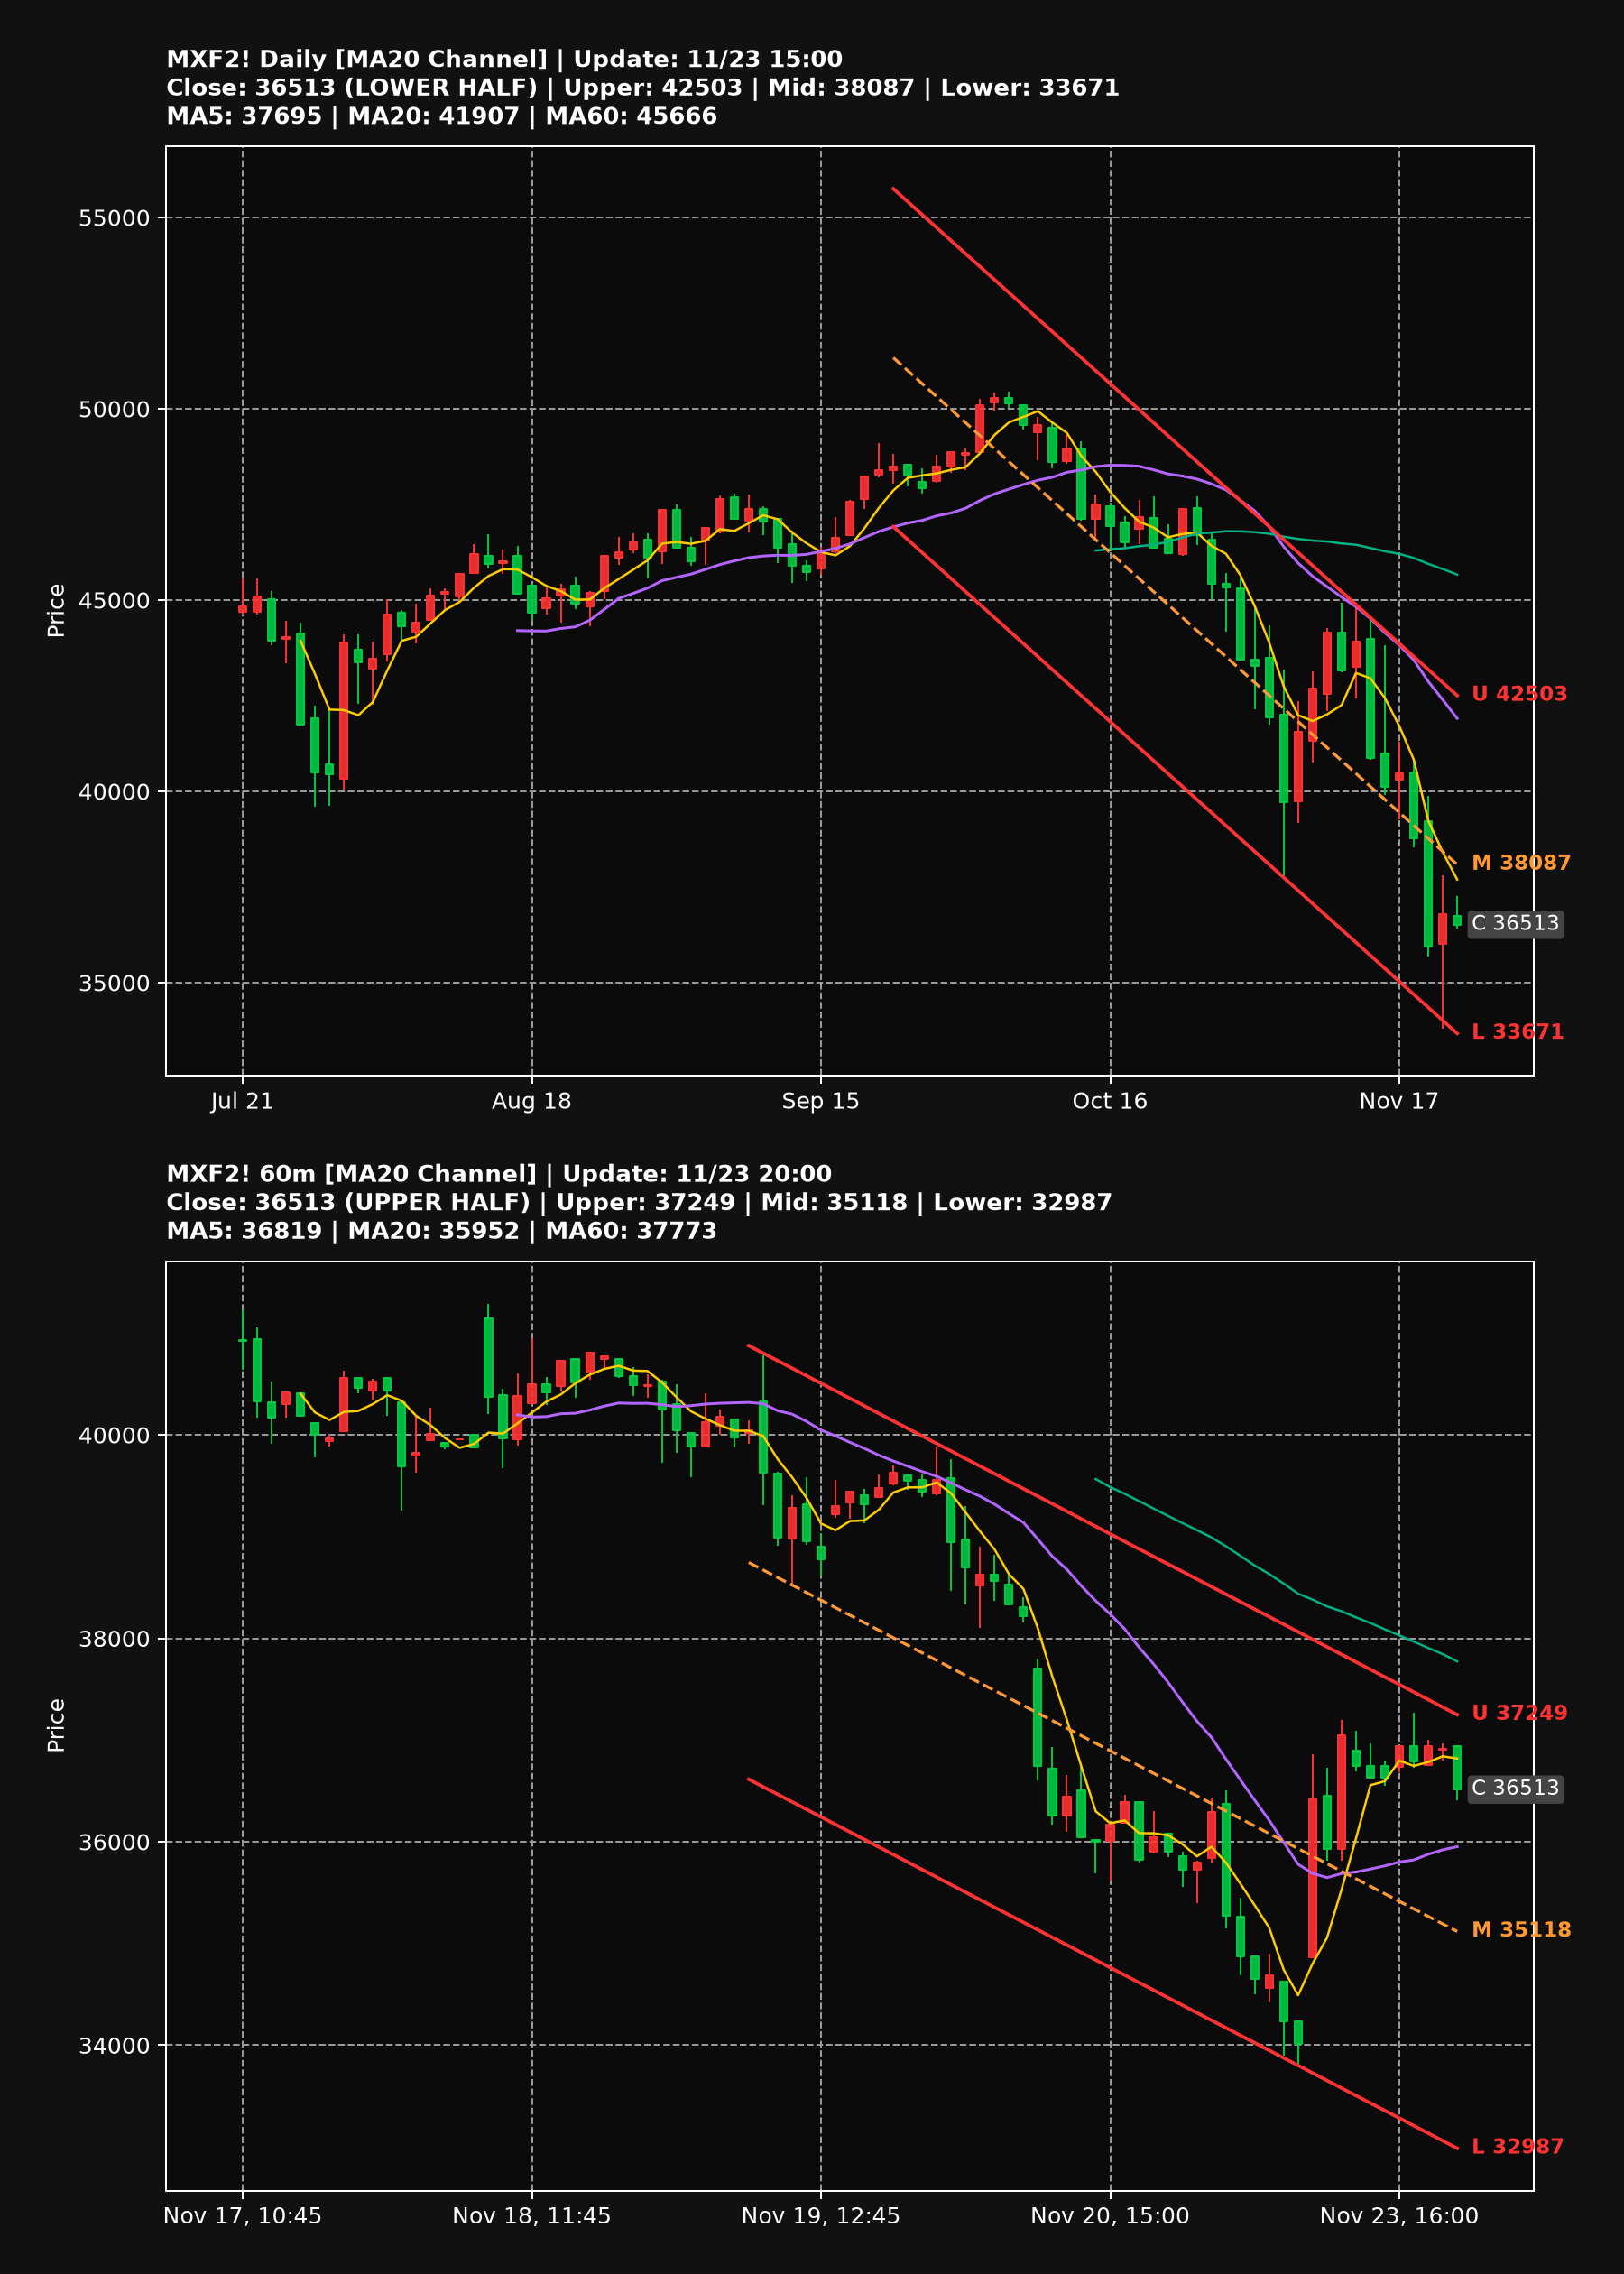 MXF2! Daily [MA20 Channel] | Update: 11/23 15:00
Close: 36513 (LOWER HALF) | Upper: 42503 | Mid: 38087 | Lower: 33671
MA5: 37695 | MA20: 41907 | MA60: 45666
Price
55000
50000
45000
40000
35000
U 42503
M 38087
C 36513
L 33671
Jul 21
Aug 18
Sep 15
Oct 16
Nov 17
MXF2! 60m [MA20 Channel] | Update: 11/23 20:00
Close: 36513 (UPPER HALF) | Upper: 37249 | Mid: 35118 | Lower: 32987
MA5: 36819 | MA20: 35952 | MA60: 37773
Price
40000
38000
36000
34000
U 37249
C 36513
M 35118
L 32987
Nov 17, 10:45
Nov 18, 11:45
Nov 19, 12:45
Nov 20, 15:00
Nov 23, 16:00